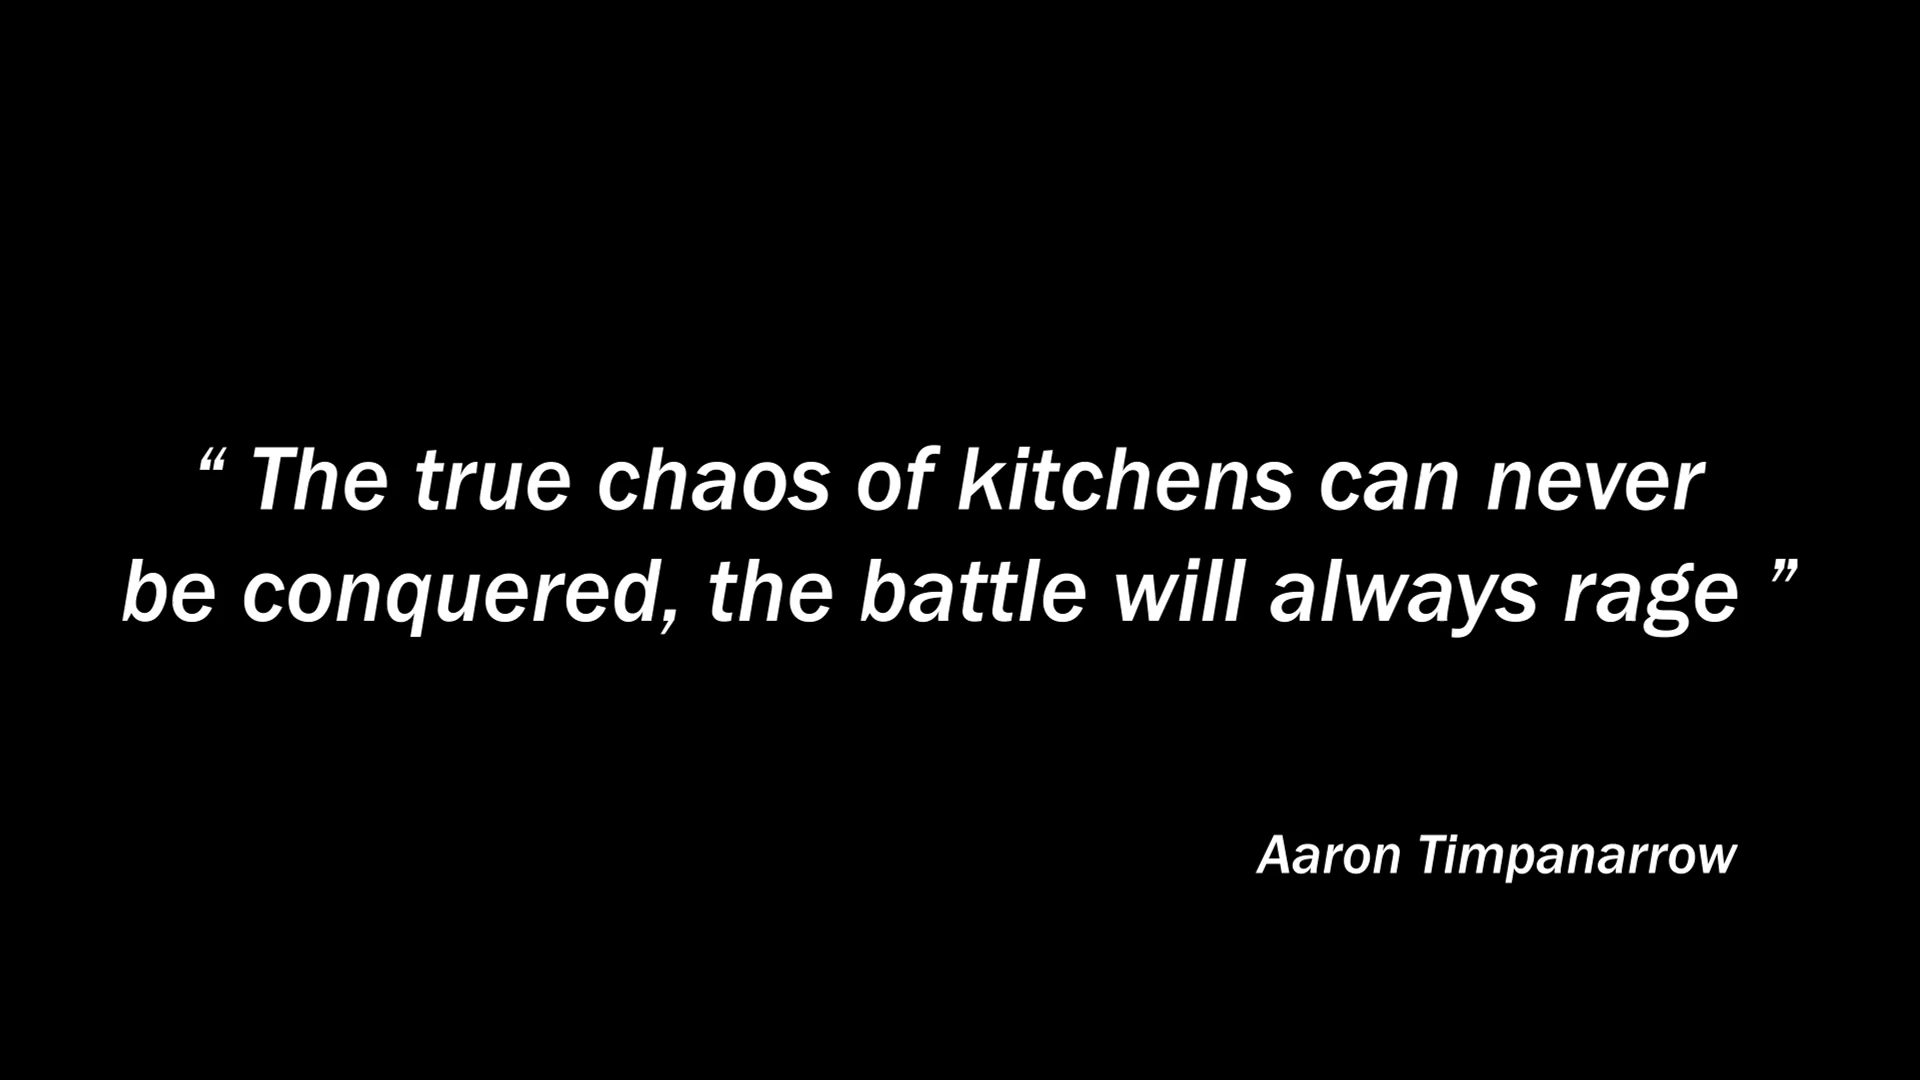 “ The true chaos of kitchens can never
be conquered, the battle will always rage ”
Aaron Timpanarrow